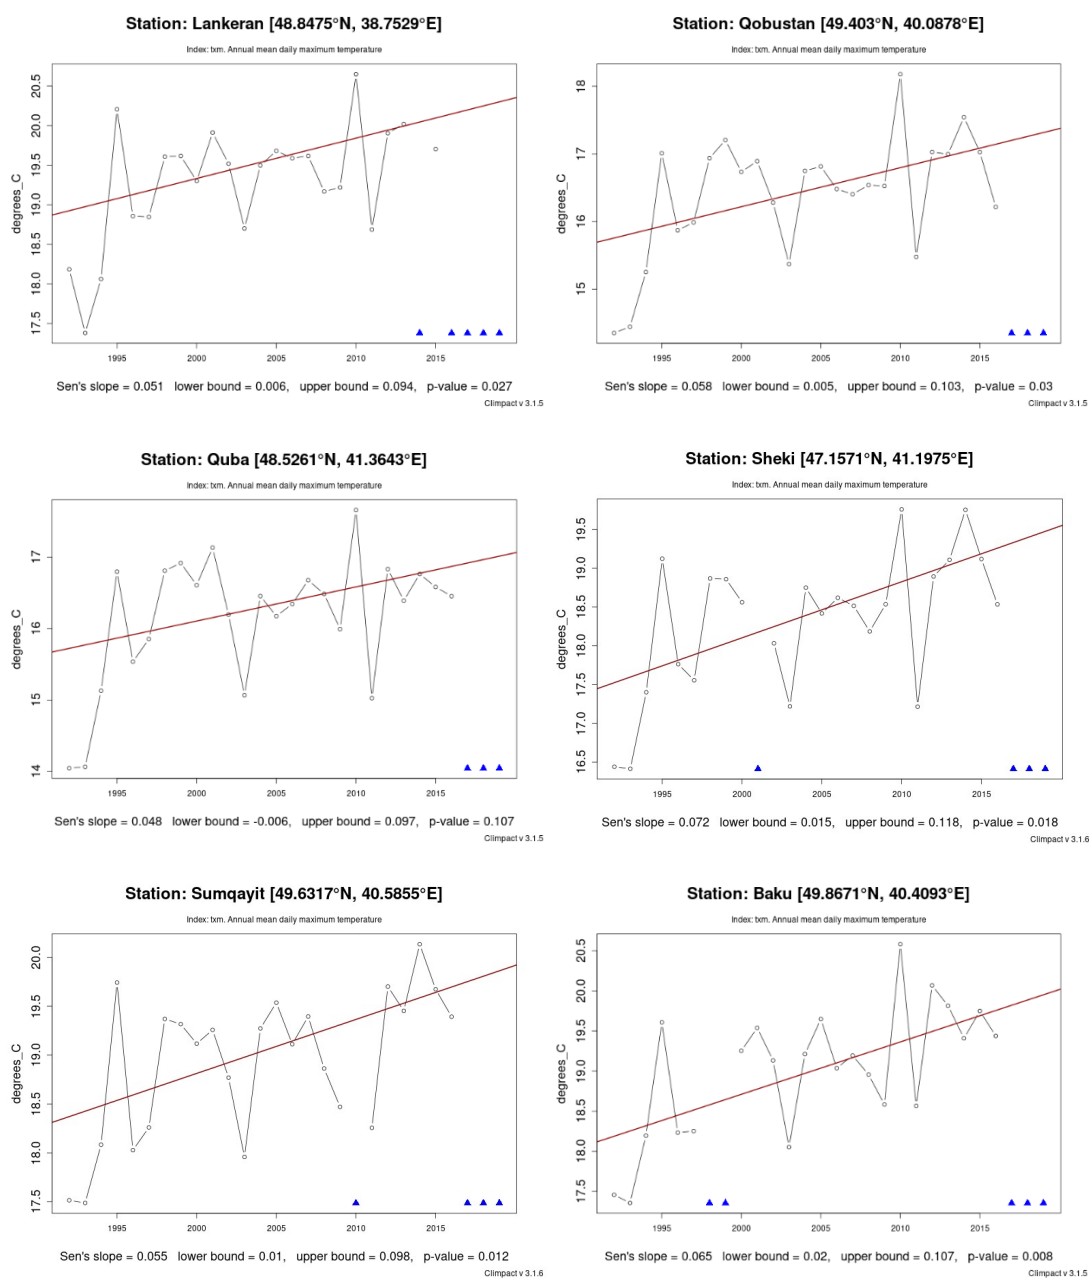 Station: Lankeran [48.8475°N, 38.7529°E]
Index: txm. Annual mean daily maximum temperature
degrees_C
20.5
20.0
19.5
19.0
18.5
18.0
17.5
1995 2000 2005 2010 2015
Sen's slope = 0.051 lower bound = 0.006, upper bound = 0.094, p-value = 0.027
Climpact v 3.1.5
Station: Qobustan [49.403°N, 40.0878°E]
Index: txm. Annual mean daily maximum temperature
degrees_C
18
17
16
15
1995 2000 2005 2010 2015
Sen's slope = 0.058 lower bound = 0.005, upper bound = 0.103, p-value = 0.03
Climpact v 3.1.5
Station: Quba [48.5261°N, 41.3643°E]
Index: txm. Annual mean daily maximum temperature
degrees_C
17
16
15
14
1995 2000 2005 2010 2015
Sen's slope = 0.048 lower bound = -0.006, upper bound = 0.097, p-value = 0.107
Climpact v 3.1.5
Station: Sheki [47.1571°N, 41.1975°E]
Index: txm. Annual mean daily maximum temperature
degrees_C
19.5
19.0
18.5
18.0
17.5
17.0
16.5
1995 2000 2005 2010 2015
Sen's slope = 0.072 lower bound = 0.015, upper bound = 0.118, p-value = 0.018
Climpact v 3.1.6
Station: Sumqayit [49.6317°N, 40.5855°E]
Index: txm. Annual mean daily maximum temperature
degrees_C
20.0
19.5
19.0
18.5
18.0
17.5
1995 2000 2005 2010 2015
Sen's slope = 0.055 lower bound = 0.01, upper bound = 0.098, p-value = 0.012
Climpact v 3.1.6
Station: Baku [49.8671°N, 40.4093°E]
Index: txm. Annual mean daily maximum temperature
degrees_C
20.5
20.0
19.5
19.0
18.5
18.0
17.5
1995 2000 2005 2010 2015
Sen's slope = 0.065 lower bound = 0.02, upper bound = 0.107, p-value = 0.008
Climpact v 3.1.5